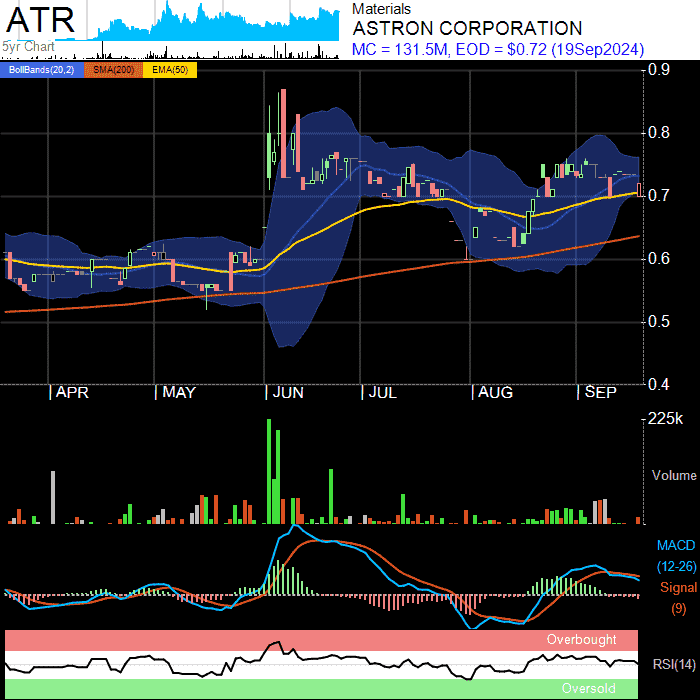 ATR
5yr Chart
Materials
ASTRON CORPORATION
MC = 131.5M, EOD = $0.72 (19Sep2024)
BollBands(20,2) SMA(200) EMA(50)
0.9
0.8
0.7
0.6
0.5
0.4
APR MAY JUN JUL AUG SEP
225k
Volume
MACD
(12-26)
Signal
(9)
Overbought
RSI(14)
Oversold